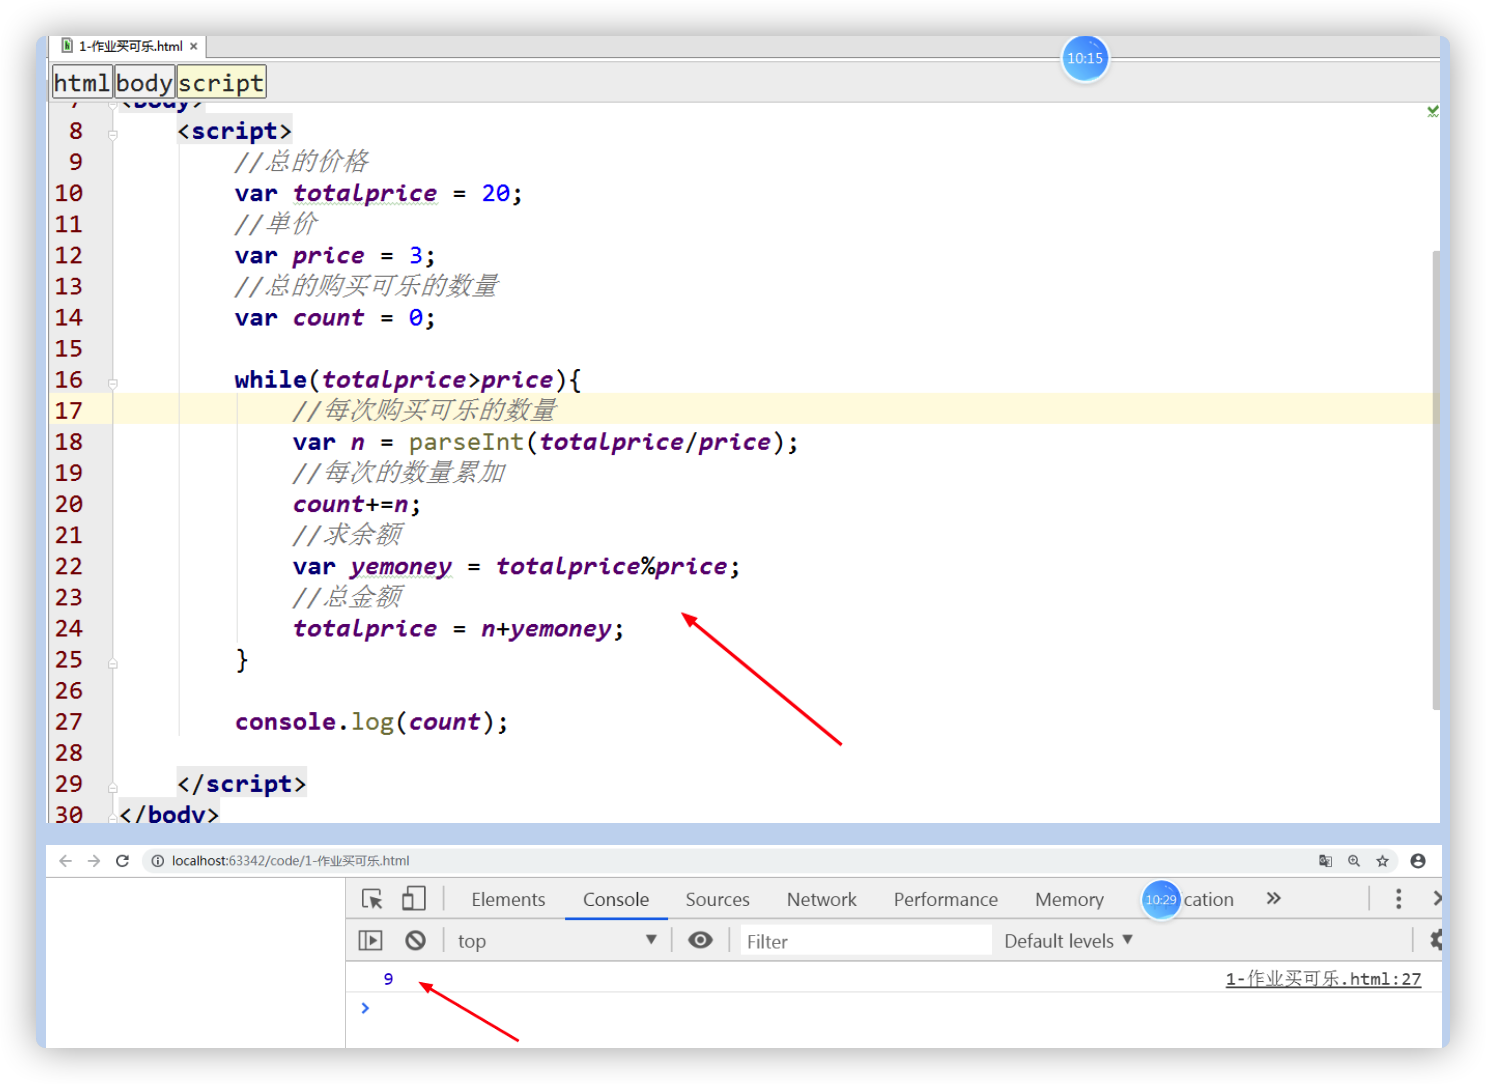 1-作业买可乐.html ×
10:15
html body script
7 <body>
8 <script>
9 //总的价格
10 var totalprice = 20;
11 //单价
12 var price = 3;
13 //总的购买可乐的数量
14 var count = 0;
15
16 while(totalprice>price){
17 //每次购买可乐的数量
18 var n = parseInt(totalprice/price);
19 //每次的数量累加
20 count+=n;
21 //求余额
22 var yemoney = totalprice%price;
23 //总金额
24 totalprice = n+yemoney;
25 }
26
27 console.log(count);
28
29 </script>
30 </body>
localhost:63342/code/1-作业买可乐.html
Elements Console Sources Network Performance Memory 10:29 cation »
top Filter Default levels ▼
9 1-作业买可乐.html:27
>